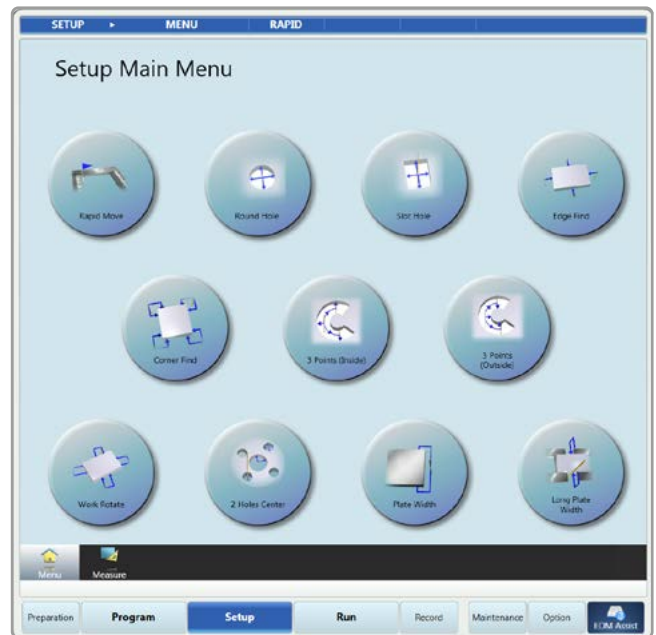 SETUP MENU RAPID
Setup Main Menu
Rapid Move
Round Hole
Slot Hole
Edge Find
Corner Find
3 Points (Inside)
3 Points
(Outside)
Work Rotate
2 Holes Center
Plate Width
Long Plate
Width
Menu
Measure
Preparation Program Setup Run Record Maintenance Option EDM Assist